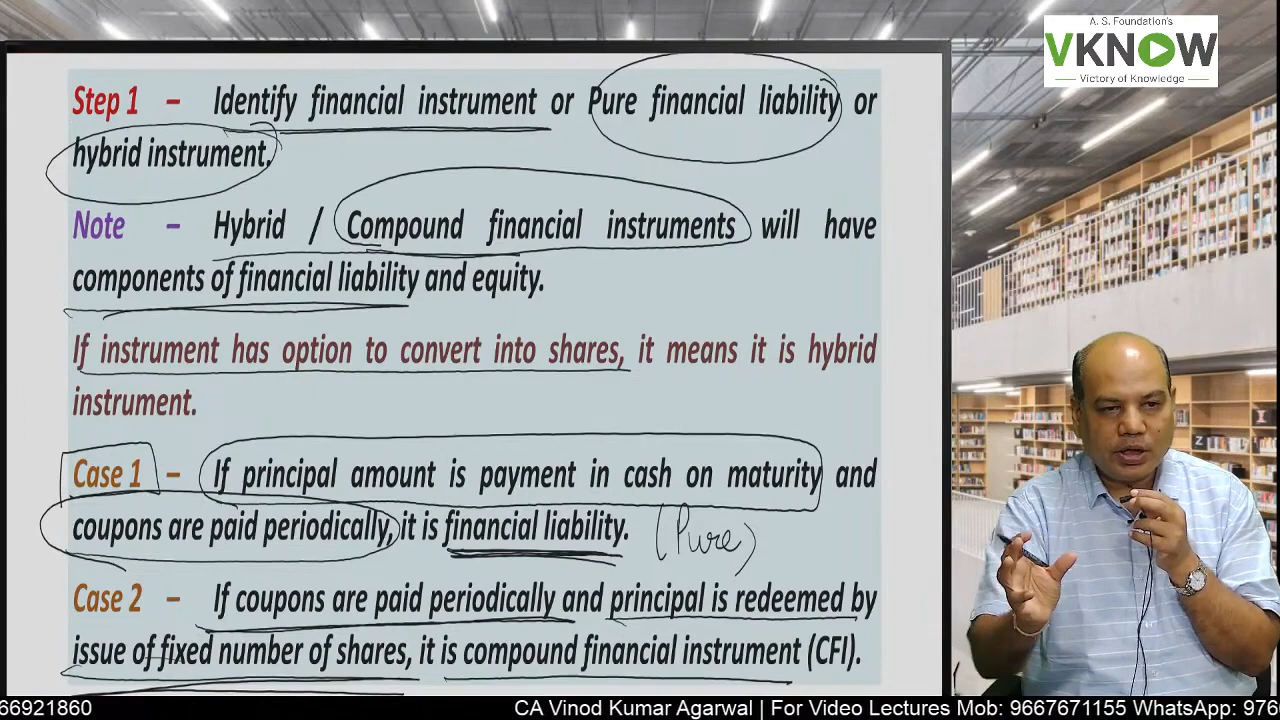 A. S. Foundation's
VKNOW
Victory of Knowledge
Step 1 – Identify financial instrument or Pure financial liability or
hybrid instrument.
Note – Hybrid / Compound financial instruments will have
components of financial liability and equity.
If instrument has option to convert into shares, it means it is hybrid
instrument.
Case 1 – If principal amount is payment in cash on maturity and
coupons are paid periodically, it is financial liability. (Pure)
Case 2 – If coupons are paid periodically and principal is redeemed by
issue of fixed number of shares, it is compound financial instrument (CFI).
66921860 CA Vinod Kumar Agarwal | For Video Lectures Mob: 9667671155 WhatsApp: 976